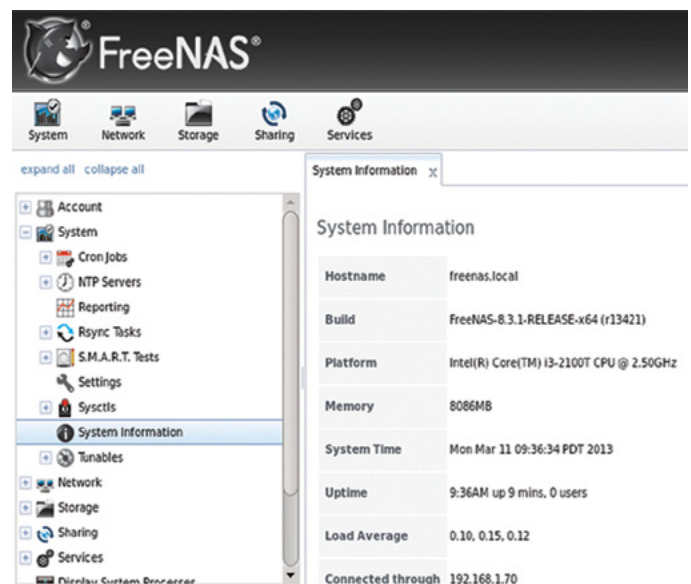 FreeNAS®
System Network Storage Sharing Services
expand all collapse all
System Information x
Account
System
Cron Jobs
NTP Servers
Reporting
Rsync Tasks
S.M.A.R.T. Tests
Settings
Sysctls
System Information
Tunables
Network
Storage
Sharing
Services
Display System Processes
System Information
Hostname freenas.local
Build FreeNAS-8.3.1-RELEASE-x64 (r13421)
Platform Intel(R) Core(TM) i3-2100T CPU @ 2.50GHz
Memory 8086MB
System Time Mon Mar 11 09:36:34 PDT 2013
Uptime 9:36AM up 9 mins, 0 users
Load Average 0.10, 0.15, 0.12
Connected through 192.168.1.70